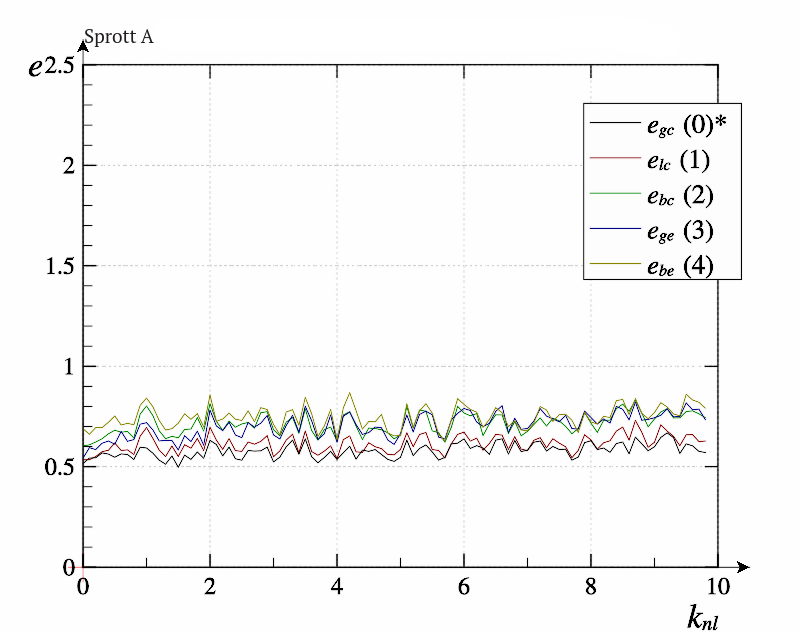 Sprott A
e
2.5
2
1.5
1
0.5
0
e_gc (0)*
e_lc (1)
e_bc (2)
e_ge (3)
e_be (4)
0 2 4 6 8 10
k_nl